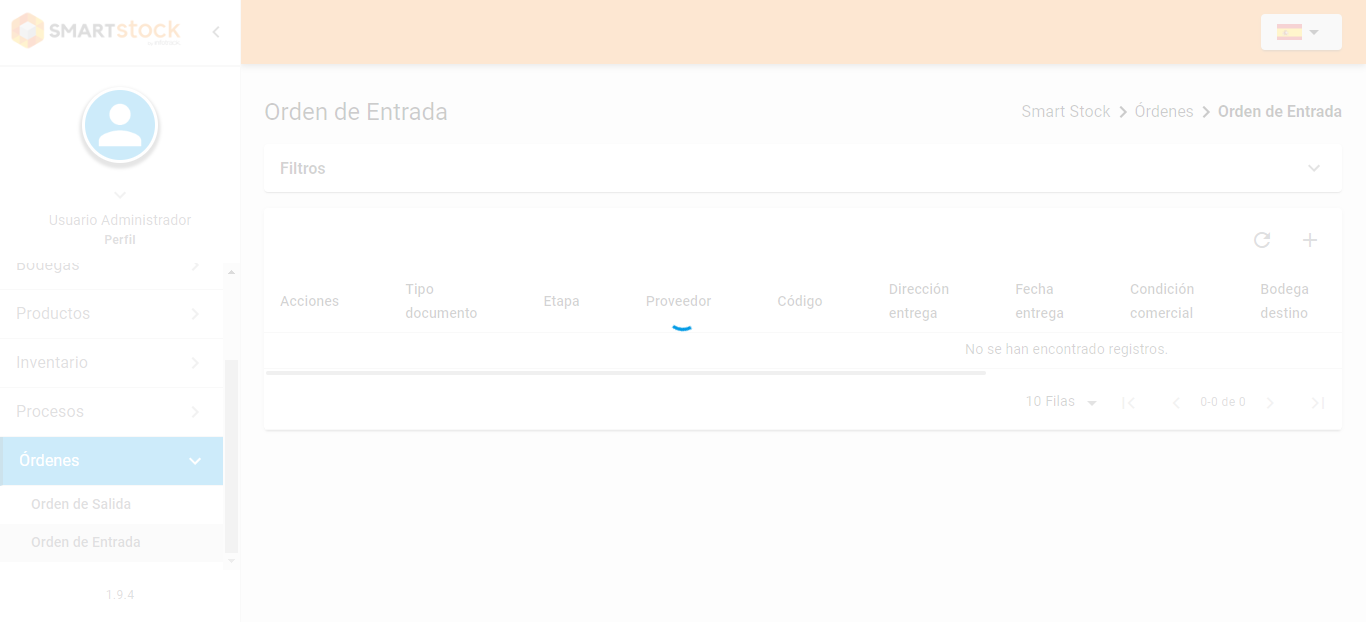 SMARTstock
Usuario Administrador
Perfil
Bodegas
Productos
Inventario
Procesos
Órdenes
Orden de Salida
Orden de Entrada
1.9.4
Orden de Entrada
Smart Stock > Órdenes > Orden de Entrada
Filtros
Acciones
Tipo
documento
Etapa
Proveedor
Código
Dirección
entrega
Fecha
entrega
Condición
comercial
Bodega
destino
No se han encontrado registros.
10 Filas
0-0 de 0